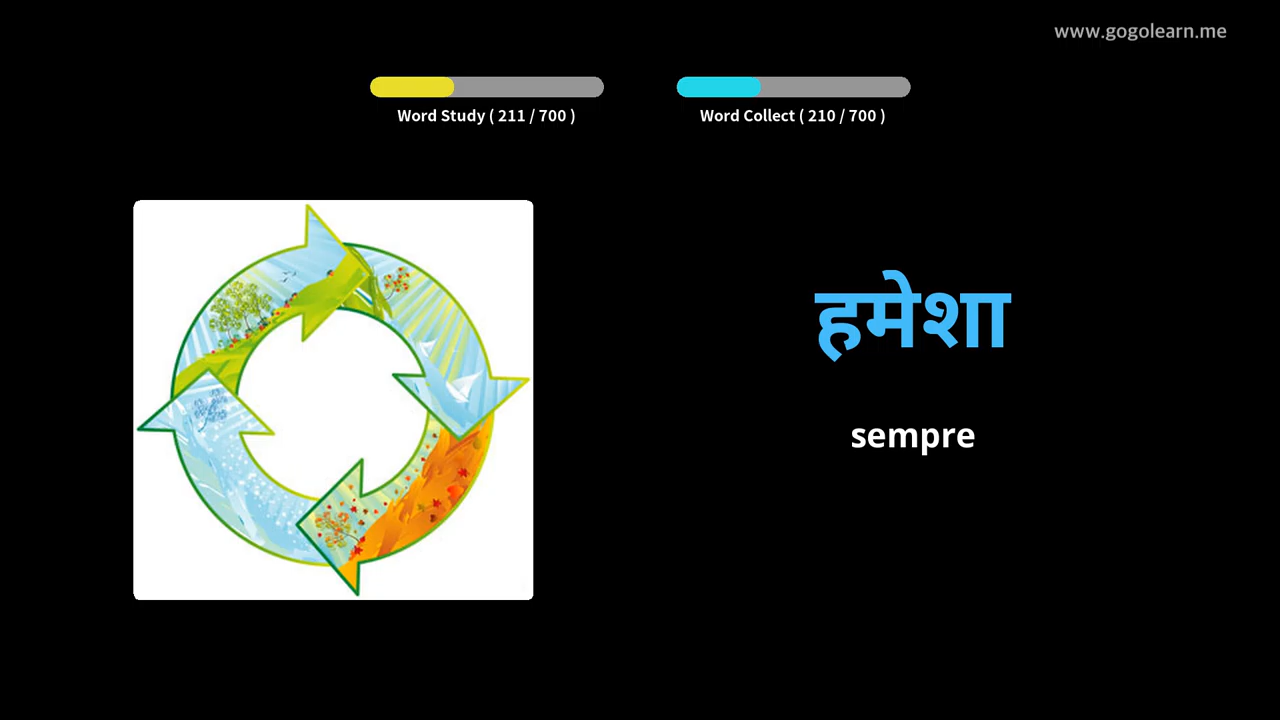 www.gogolearn.me
Word Study ( 211 / 700 )
Word Collect ( 210 / 700 )
हमेशा
sempre